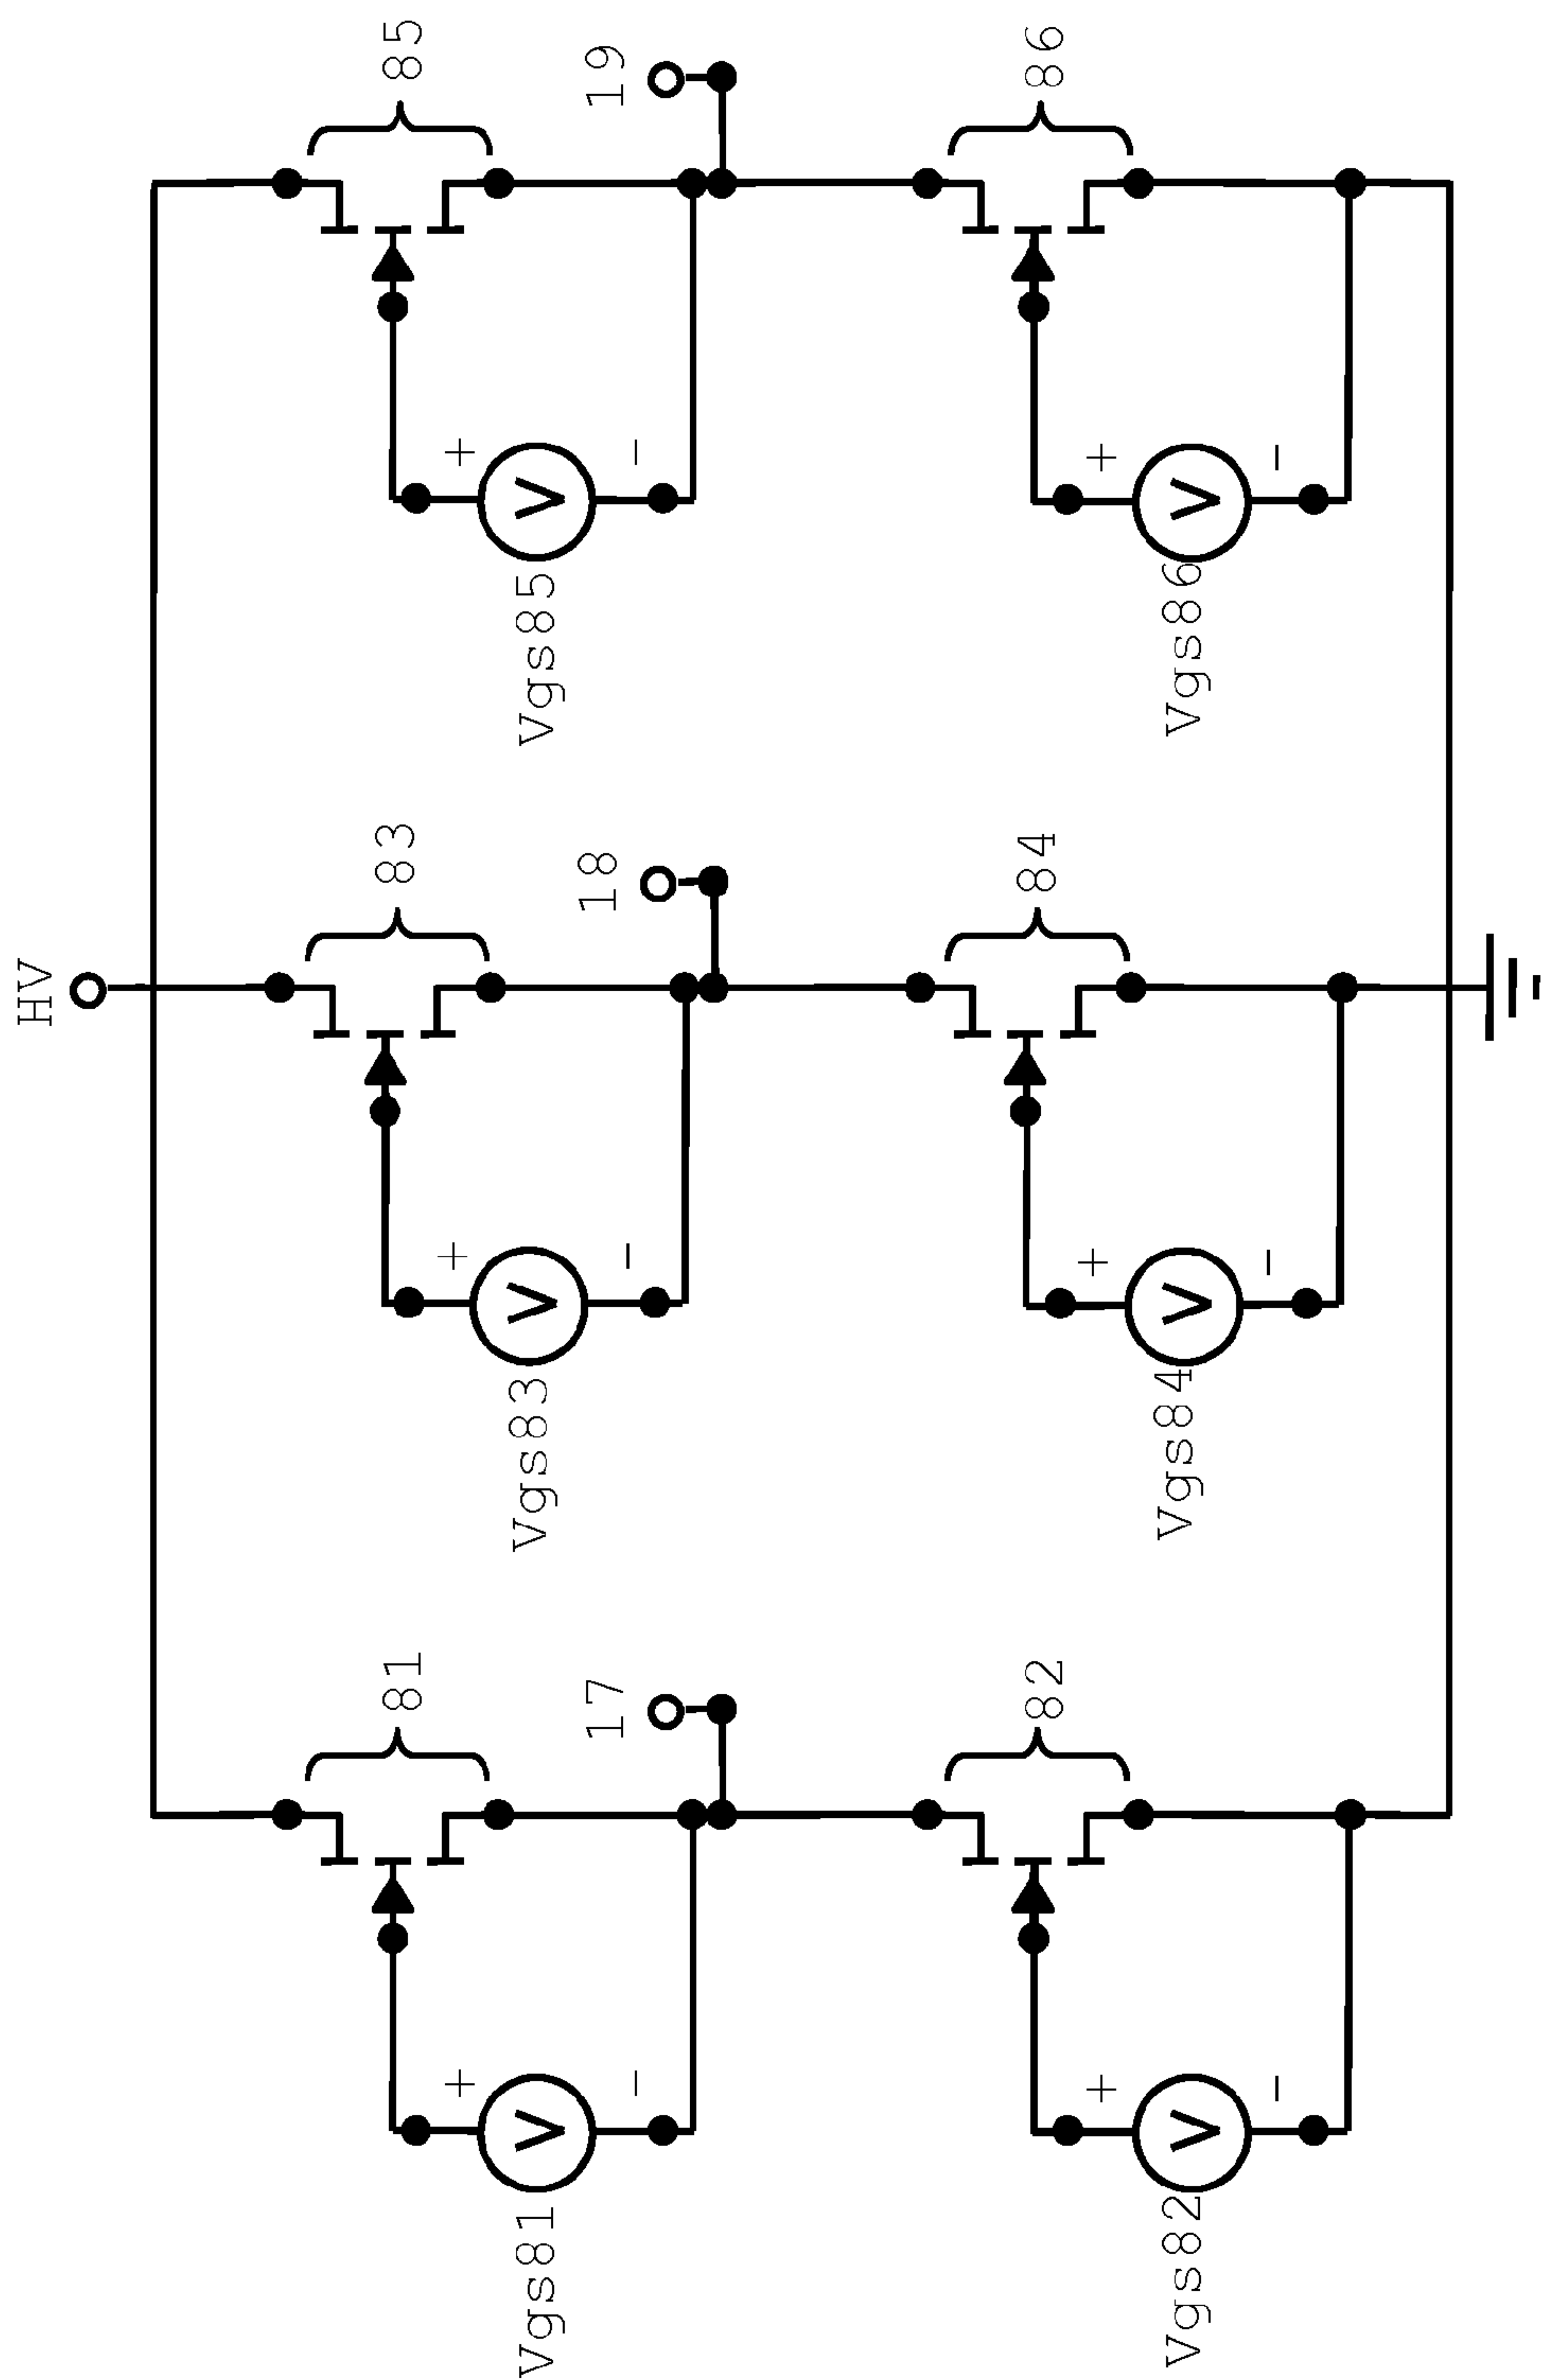 HV
81
83
85
+
+
+
Vgs81
V
Vgs83
V
Vgs85
V
17
18
19
-
-
-
82
84
86
+
+
+
Vgs82
V
Vgs84
V
Vgs86
V
-
-
-